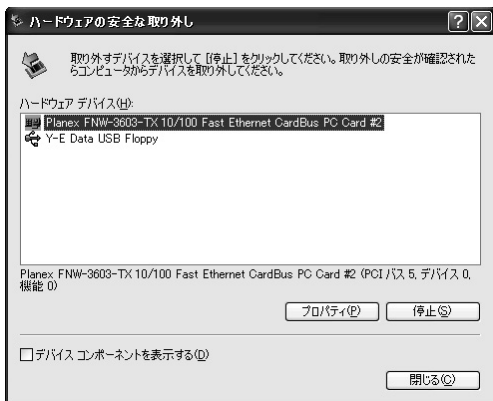 ハードウェアの安全な取り外し
取り外すデバイスを選択して [停止] をクリックしてください。取り外しの安全が確認された
らコンピュータからデバイスを取り外してください。
ハードウェア デバイス(H):
Planex FNW-3603-TX 10/100 Fast Ethernet CardBus PC Card #2
Y-E Data USB Floppy
Planex FNW-3603-TX 10/100 Fast Ethernet CardBus PC Card #2 (PCI バス 5, デバイス 0,
機能 0)
プロパティ(P)
停止(S)
デバイス コンポーネントを表示する(D)
閉じる(C)